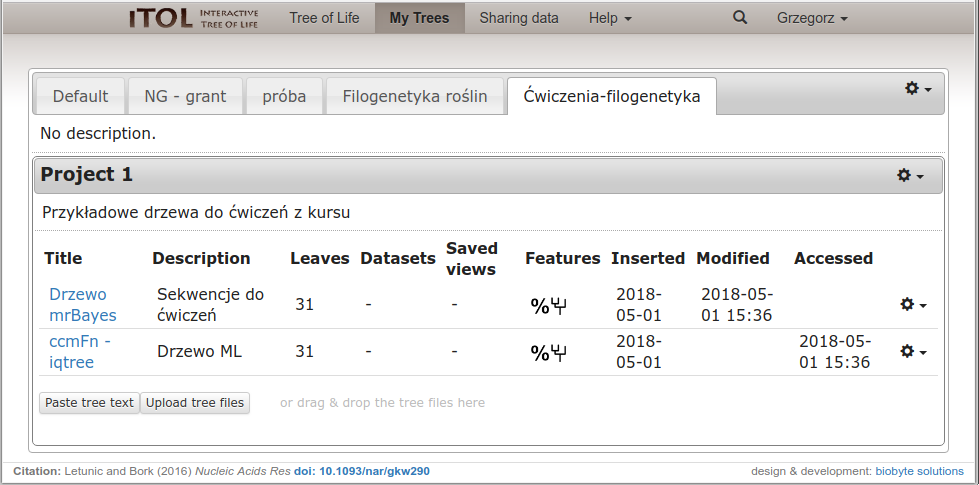 iTOL INTERACTIVE TREE OF LIFE Tree of Life My Trees Sharing data Help Grzegorz
Default NG - grant próba Filogenetyka roślin Ćwiczenia-filogenetyka
No description.
Project 1
Przykładowe drzewa do ćwiczeń z kursu
Title Description Leaves Datasets Saved views Features Inserted Modified Accessed
Drzewo mrBayes Sekwencje do ćwiczeń 31 - - % 2018-05-01 2018-05-01 15:36
ccmFn - iqtree Drzewo ML 31 - - % 2018-05-01 2018-05-01 15:36
Paste tree text Upload tree files or drag & drop the tree files here
Citation: Letunic and Bork (2016) Nucleic Acids Res doi: 10.1093/nar/gkw290 design & development: biobyte solutions